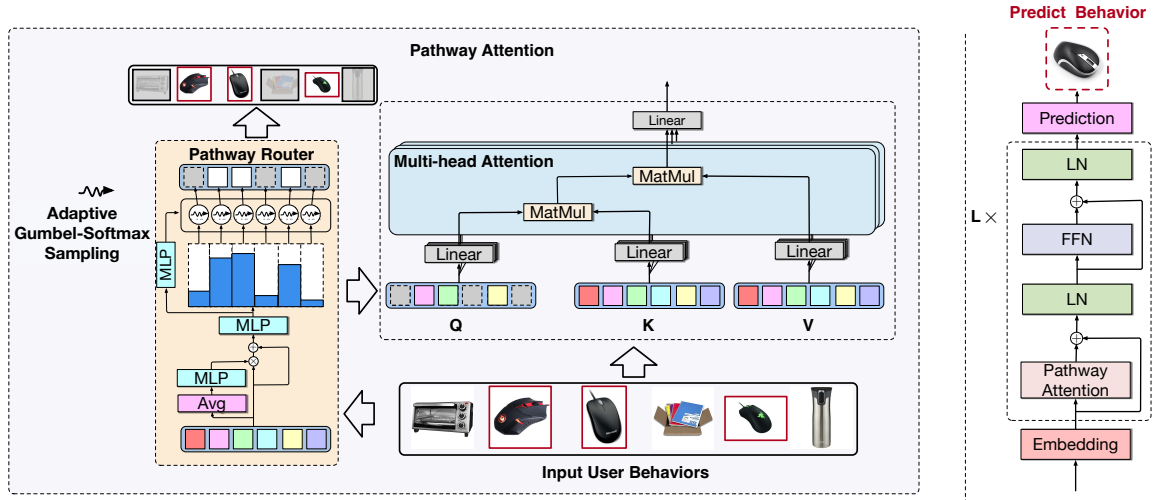 Predict Behavior
Pathway Attention
Prediction
Linear
LN
Pathway Router
Multi-head Attention
MatMul
Adaptive
Gumbel-Softmax
Sampling
MatMul
L ×
FFN
MLP
Linear
Linear
Linear
LN
MLP
Q
K
V
MLP
Pathway
Attention
Avg
Embedding
Input User Behaviors